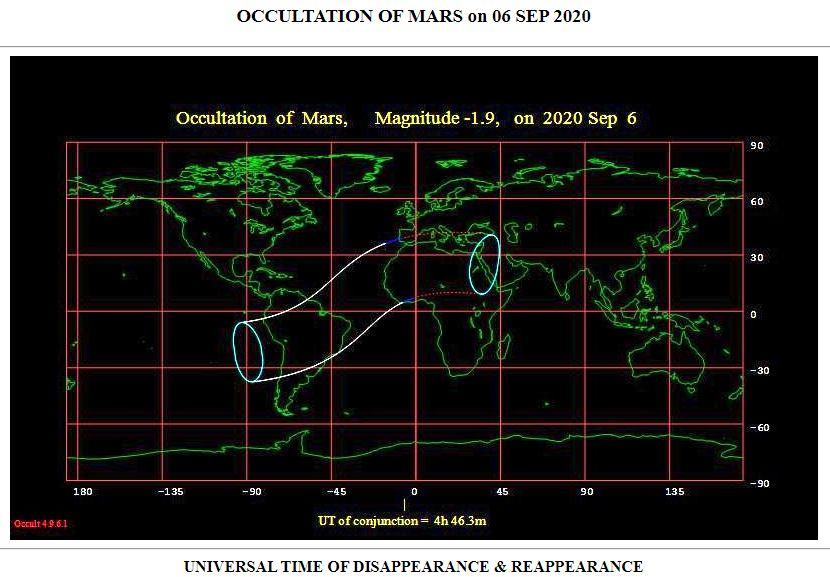 OCCULTATION OF MARS on 06 SEP 2020
Occultation of Mars, Magnitude -1.9, on 2020 Sep 6
90
60
30
0
-30
-60
-90
180 -135 -90 -45 0 45 90 135
UT of conjunction = 4h 46.3m
Occult 4.9.6.1
UNIVERSAL TIME OF DISAPPEARANCE & REAPPEARANCE